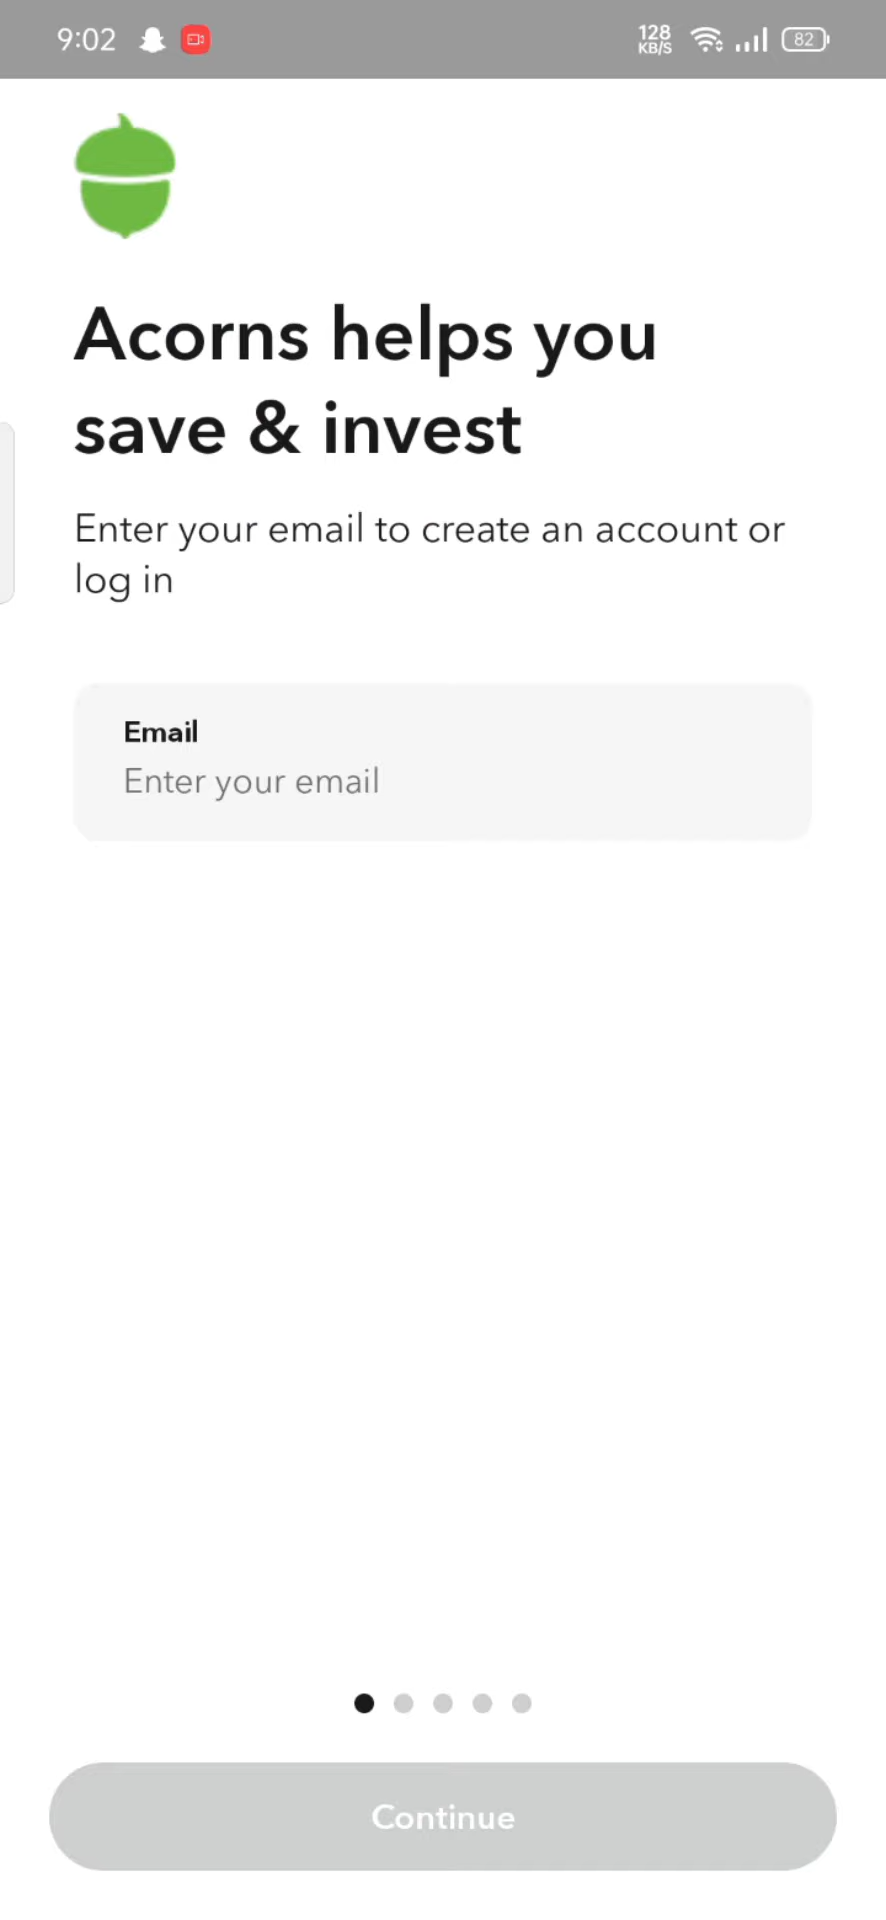 9:02
128
KB/S
82
Acorns helps you
save & invest
Enter your email to create an account or
log in
Email
Enter your email
Continue